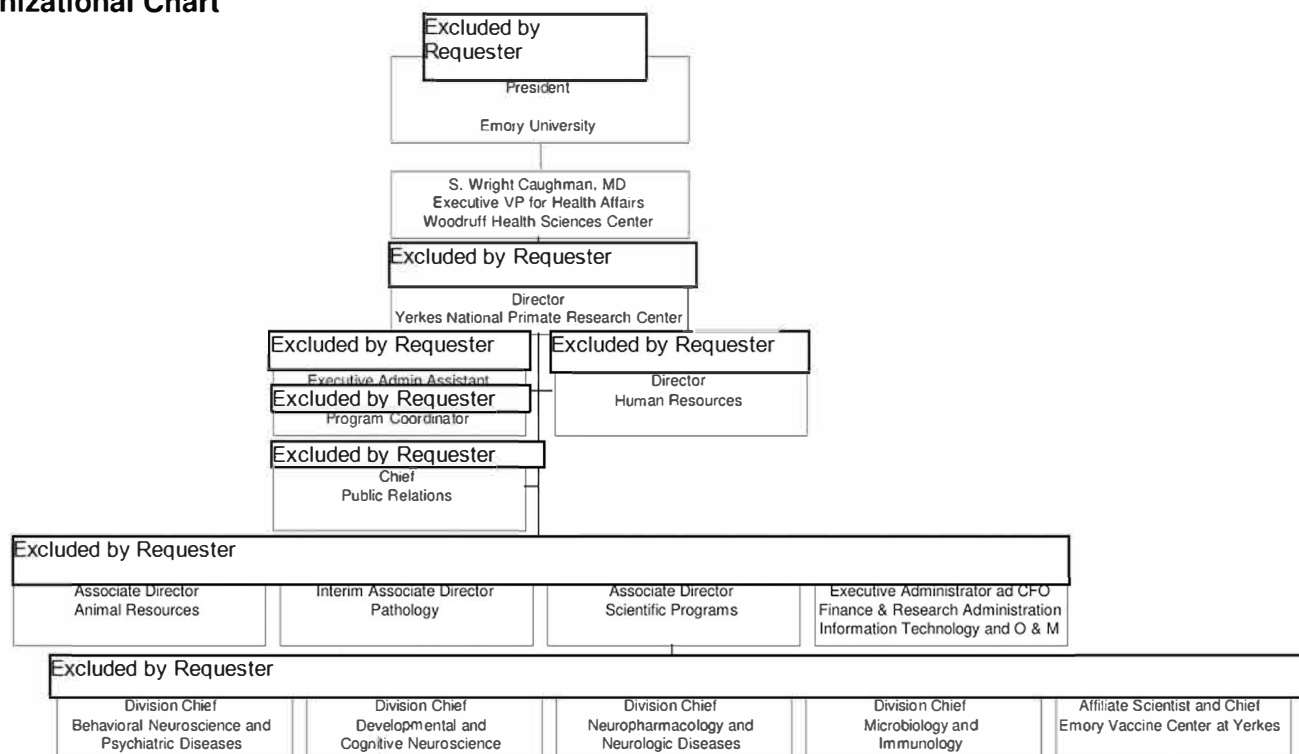 nizational Chart
Excluded by
Requester
President
Emory University
S. Wright Caughman, MD
Executive VP for Health Affairs
Woodruff Health Sciences Center
Excluded by Requester
Director
Yerkes National Primate Research Center
Excluded by Requester
Executive Admin Assistant
Excluded by Requester
Program Coordinator
Excluded by Requester
Director
Human Resources
Excluded by Requester
Chief
Public Relations
Excluded by Requester
Associate Director
Animal Resources
Interim Associate Director
Pathology
Associate Director
Scientific Programs
Executive Administrator ad CFO
Finance & Research Administration
Information Technology and O & M
Excluded by Requester
Division Chief
Behavioral Neuroscience and
Psychiatric Diseases
Division Chief
Developmental and
Cognitive Neuroscience
Division Chief
Neuropharmacology and
Neurologic Diseases
Division Chief
Microbiology and
Immunology
Affiliate Scientist and Chief
Emory Vaccine Center at Yerkes